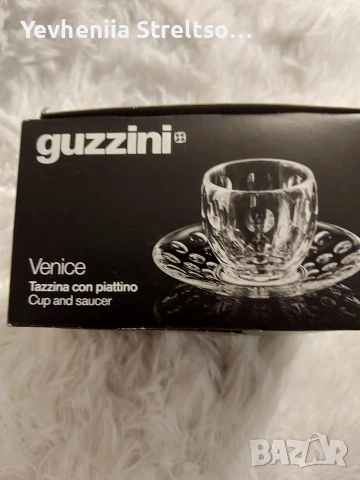 Yevheniia Streltso...
guzzini
Venice
Tazzina con piattino
Cup and saucer
BAZAR